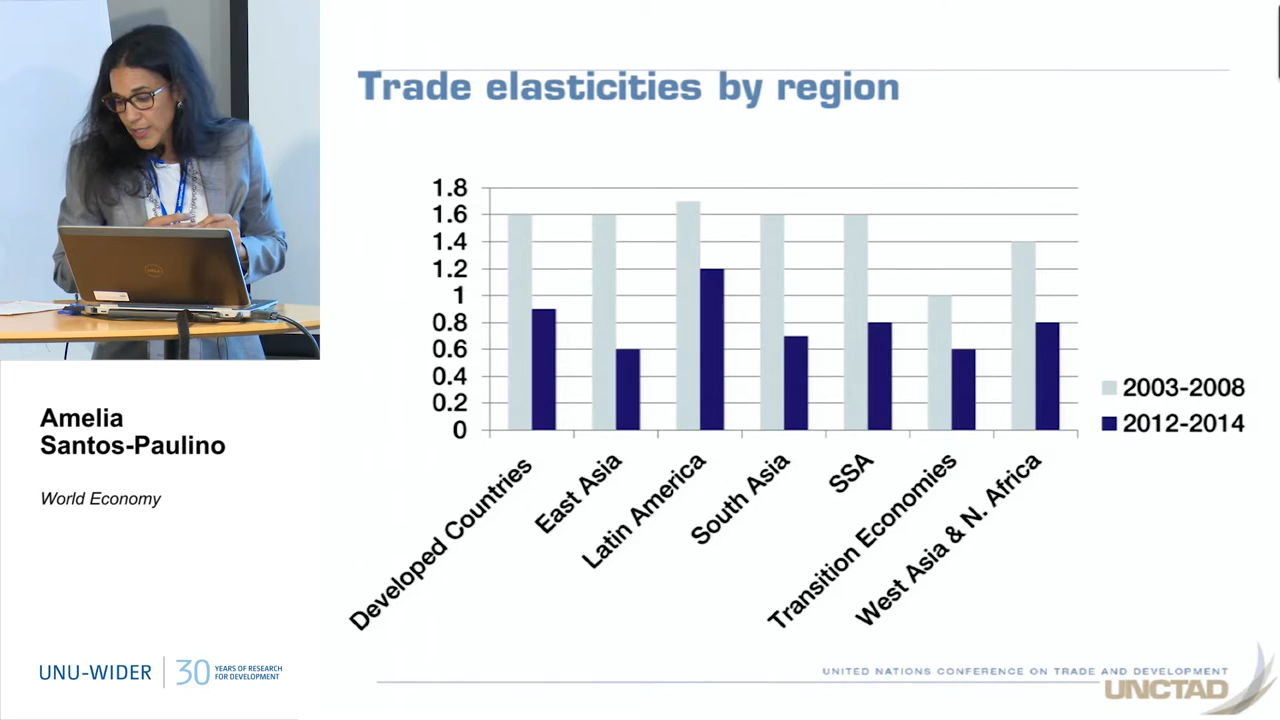 Trade elasticities by region
1.8
1.6
1.4
1.2
1
0.8
0.6
0.4
0.2
0
Developed Countries
East Asia
Latin America
South Asia
SSA
Transition Economies
West Asia & N. Africa
2003-2008
2012-2014
Amelia
Santos-Paulino
World Economy
UNU-WIDER
30
YEARS OF RESEARCH
FOR DEVELOPMENT
UNITED NATIONS CONFERENCE ON TRADE AND DEVELOPMENT
UNCTAD